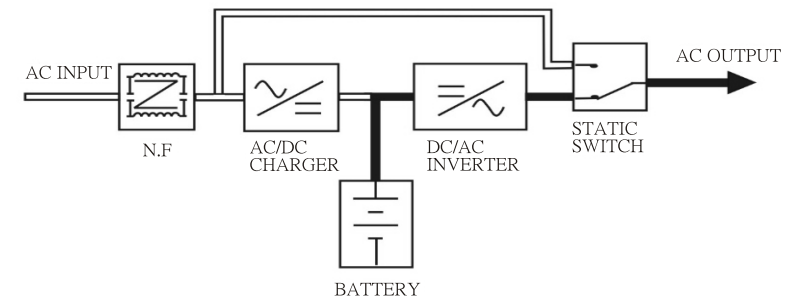 AC INPUT
AC OUTPUT
N.F
AC/DC
CHARGER
DC/AC
INVERTER
STATIC
SWITCH
BATTERY